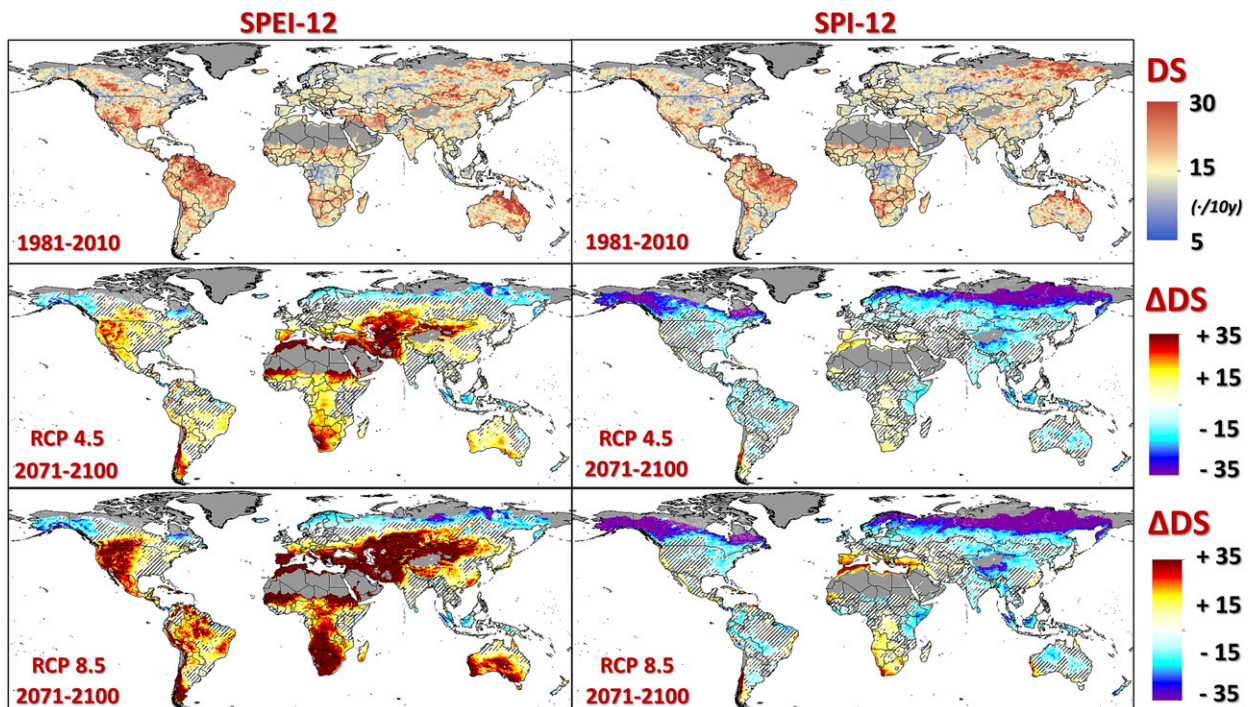 SPEI-12
SPI-12
1981-2010
1981-2010
DS
30
15
(-/10y)
5
RCP 4.5
2071-2100
RCP 4.5
2071-2100
ΔDS
+ 35
+ 15
- 15
- 35
RCP 8.5
2071-2100
RCP 8.5
2071-2100
ΔDS
+ 35
+ 15
- 15
- 35